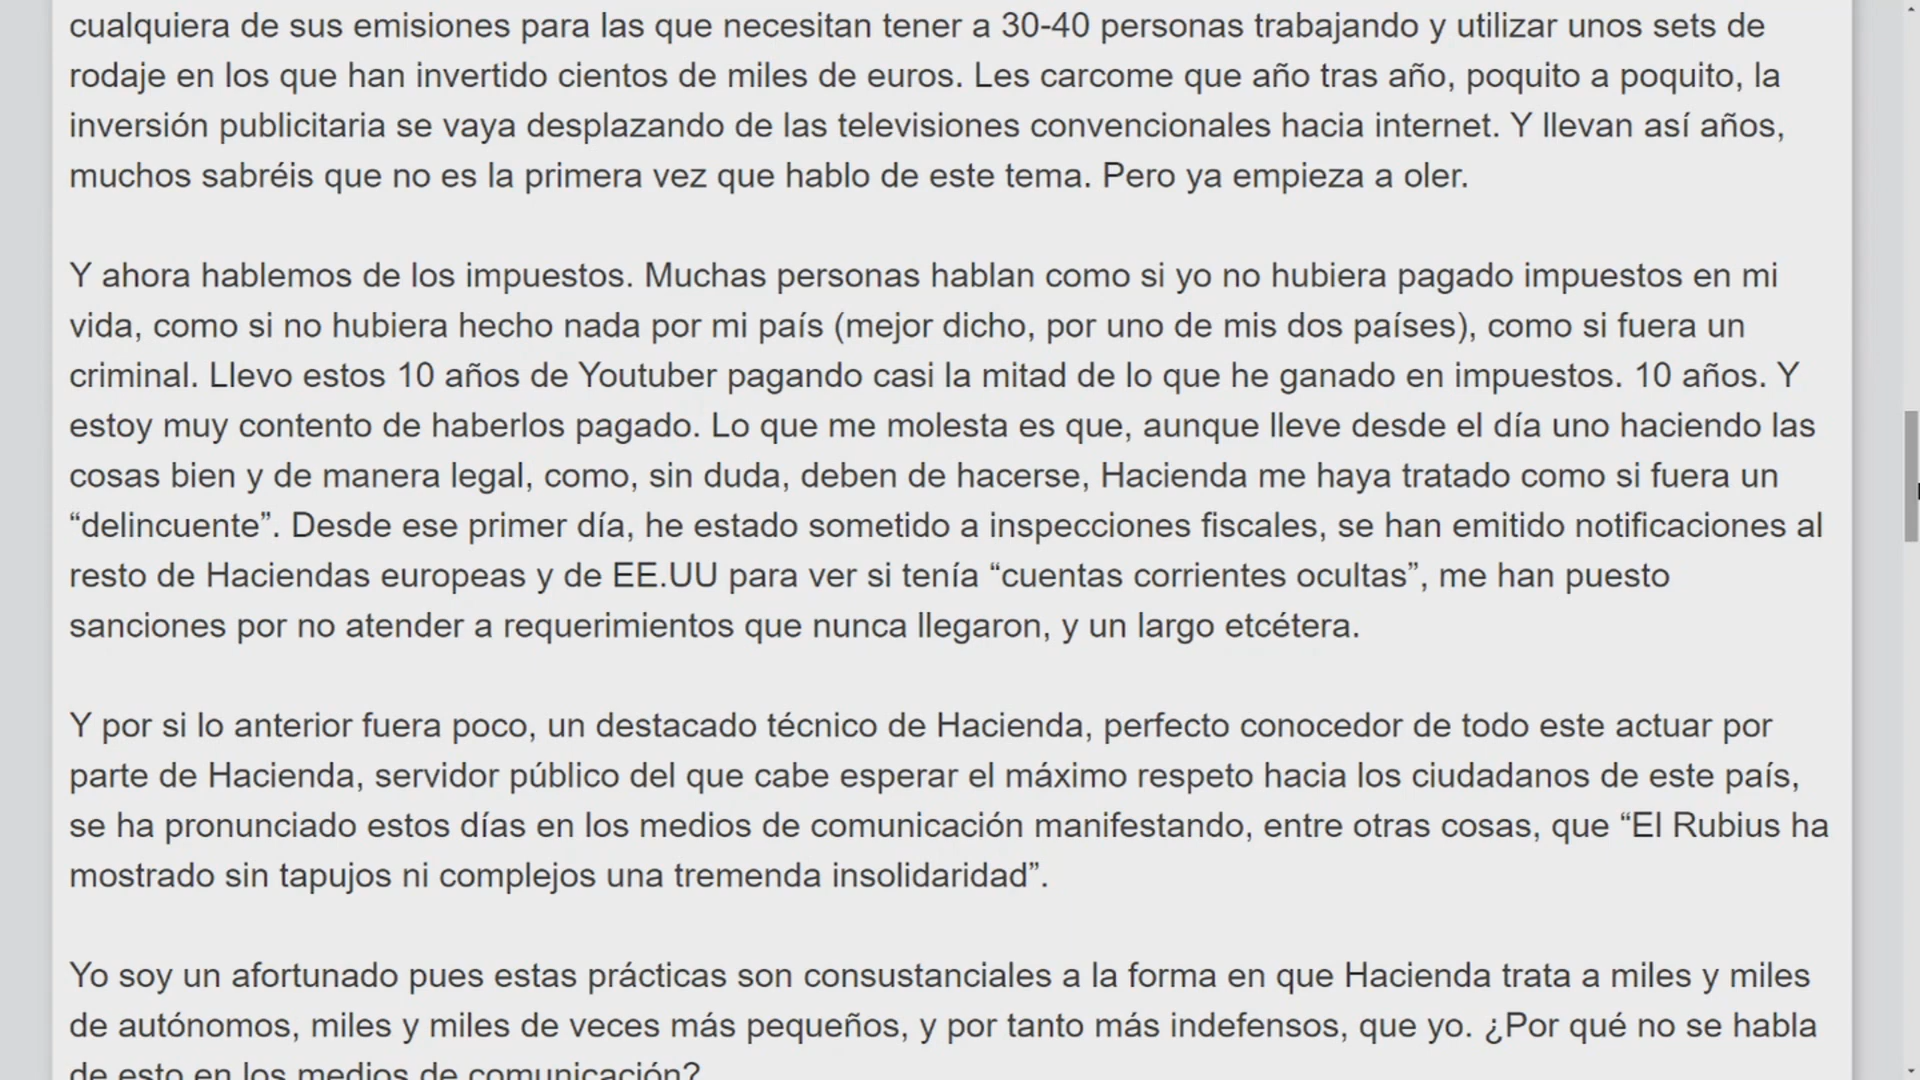 cualquiera de sus emisiones para las que necesitan tener a 30-40 personas trabajando y utilizar unos sets de
rodaje en los que han invertido cientos de miles de euros. Les carcome que año tras año, poquito a poquito, la
inversión publicitaria se vaya desplazando de las televisiones convencionales hacia internet. Y llevan así años,
muchos sabréis que no es la primera vez que hablo de este tema. Pero ya empieza a oler.
Y ahora hablemos de los impuestos. Muchas personas hablan como si yo no hubiera pagado impuestos en mi
vida, como si no hubiera hecho nada por mi país (mejor dicho, por uno de mis dos países), como si fuera un
criminal. Llevo estos 10 años de Youtuber pagando casi la mitad de lo que he ganado en impuestos. 10 años. Y
estoy muy contento de haberlos pagado. Lo que me molesta es que, aunque lleve desde el día uno haciendo las
cosas bien y de manera legal, como, sin duda, deben de hacerse, Hacienda me haya tratado como si fuera un
“delincuente”. Desde ese primer día, he estado sometido a inspecciones fiscales, se han emitido notificaciones al
resto de Haciendas europeas y de EE.UU para ver si tenía “cuentas corrientes ocultas”, me han puesto
sanciones por no atender a requerimientos que nunca llegaron, y un largo etcétera.
Y por si lo anterior fuera poco, un destacado técnico de Hacienda, perfecto conocedor de todo este actuar por
parte de Hacienda, servidor público del que cabe esperar el máximo respeto hacia los ciudadanos de este país,
se ha pronunciado estos días en los medios de comunicación manifestando, entre otras cosas, que “El Rubius ha
mostrado sin tapujos ni complejos una tremenda insolidaridad”.
Yo soy un afortunado pues estas prácticas son consustanciales a la forma en que Hacienda trata a miles y miles
de autónomos, miles y miles de veces más pequeños, y por tanto más indefensos, que yo. ¿Por qué no se habla
de esto en los medios de comunicación?